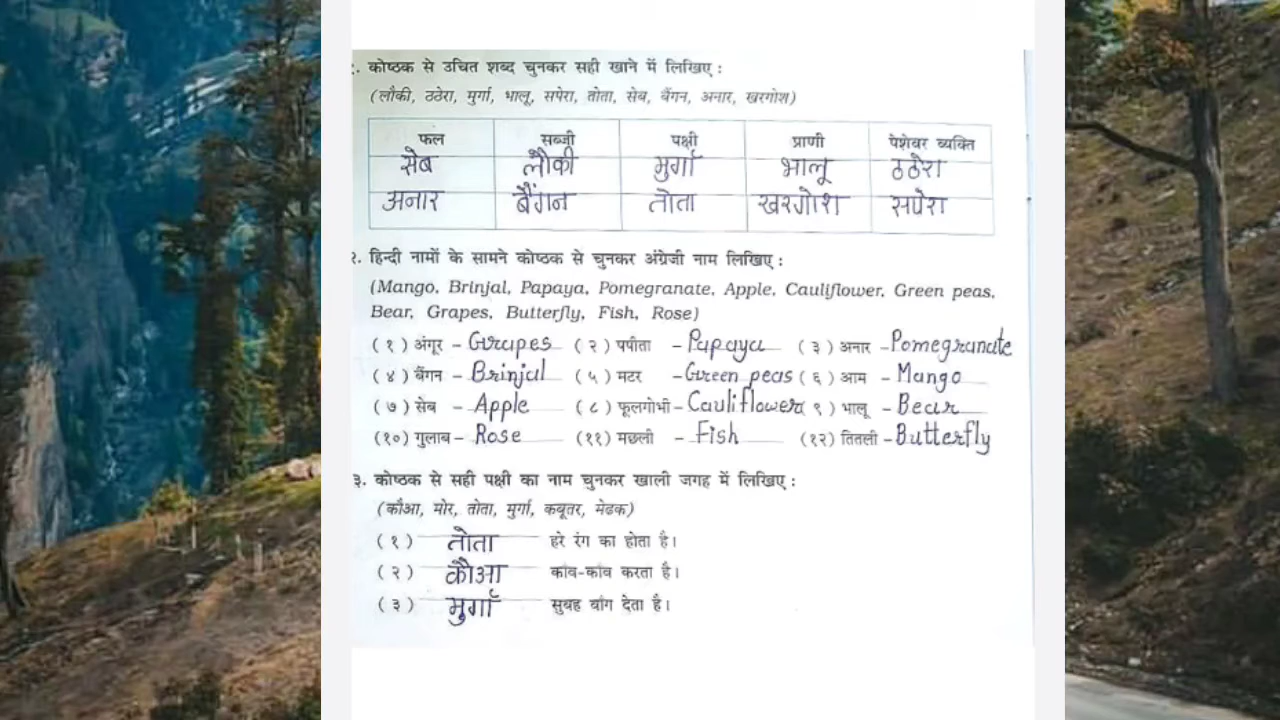 कोष्ठक से उचित शब्द चुनकर सही खाने में लिखिए :
(लौकी, ठठेरा, मुर्गा, भालू, सपेरा, तोता, सेब, बैंगन, अनार, खरगोश)
फल सब्जी पक्षी प्राणी पेशेवर व्यक्ति
सेब लौकी मुर्गा भालू ठठेरा
अनार बैंगन तोता खरगोश सपेरा
२. हिन्दी नामों के सामने कोष्ठक से चुनकर अंग्रेजी नाम लिखिए :
(Mango, Brinjal, Papaya, Pomegranate, Apple, Cauliflower, Green peas,
Bear, Grapes, Butterfly, Fish, Rose)
(१) अंगूर - Grapes (२) पपीता - Papaya (३) अनार - Pomegranate
(४) बैंगन - Brinjal (५) मटर - Green peas (६) आम - Mango
(७) सेब - Apple (८) फूलगोभी - Cauliflower (९) भालू - Bear
(१०) गुलाब - Rose (११) मछली - Fish (१२) तितली - Butterfly
३. कोष्ठक से सही पक्षी का नाम चुनकर खाली जगह में लिखिए :
(कौआ, मोर, तोता, मुर्गा, कबूतर, मेढक)
(१) तोता हरे रंग का होता है।
(२) कौआ कांव-कांव करता है।
(३) मुर्गा सुबह बांग देता है।